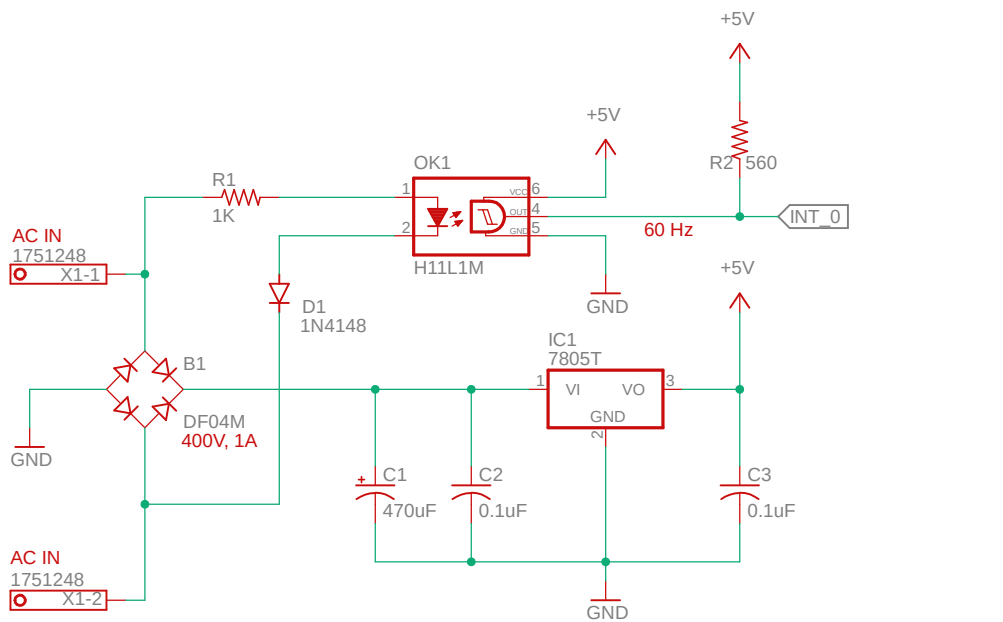 +5V
+5V
OK1
R1
1K
1
2
VCC
OUT
GND
6
4
5
H11L1M
R2
560
INT_0
60 Hz
AC IN
1751248
X1-1
+5V
GND
D1
1N4148
IC1
7805T
B1
1
VI
VO
3
GND
2
DF04M
400V, 1A
GND
+
C1
470uF
C2
0.1uF
C3
0.1uF
AC IN
1751248
X1-2
GND